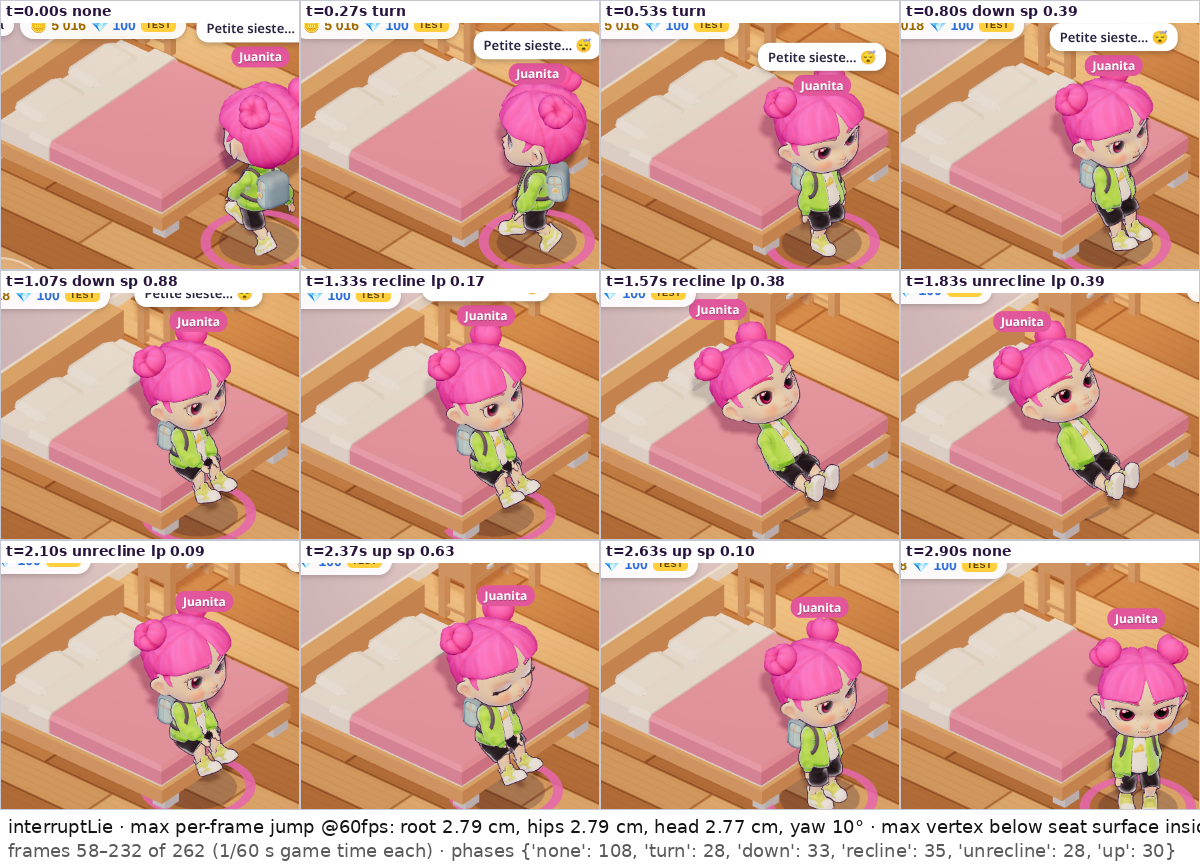 t=0.00s none
5 016 💎 100 TEST
Petite sieste...
Juanita
t=0.27s turn
5 016 💎 100 TEST
Petite sieste... 😴
Juanita
t=0.53s turn
5 016 💎 100 TEST
Petite sieste... 😴
Juanita
t=0.80s down sp 0.39
018 💎 100 TEST
Petite sieste... 😴
Juanita
t=1.07s down sp 0.88
8 💎 100 TEST
Petite sieste... 😴
Juanita
t=1.33s recline lp 0.17
💎 100 TEST
Juanita
t=1.57s recline lp 0.38
💎 100 TEST
Juanita
t=1.83s unrecline lp 0.39
Juanita
t=2.10s unrecline lp 0.09
Juanita
t=2.37s up sp 0.63
💎 100 TEST
Juanita
t=2.63s up sp 0.10
💎 100 TEST
Juanita
t=2.90s none
8 💎 100 TEST
Juanita
interruptLie · max per-frame jump @60fps: root 2.79 cm, hips 2.79 cm, head 2.77 cm, yaw 10° · max vertex below seat surface
frames 58–232 of 262 (1/60 s game time each) · phases {'none': 108, 'turn': 28, 'down': 33, 'recline': 35, 'unrecline': 28, 'up': 30}